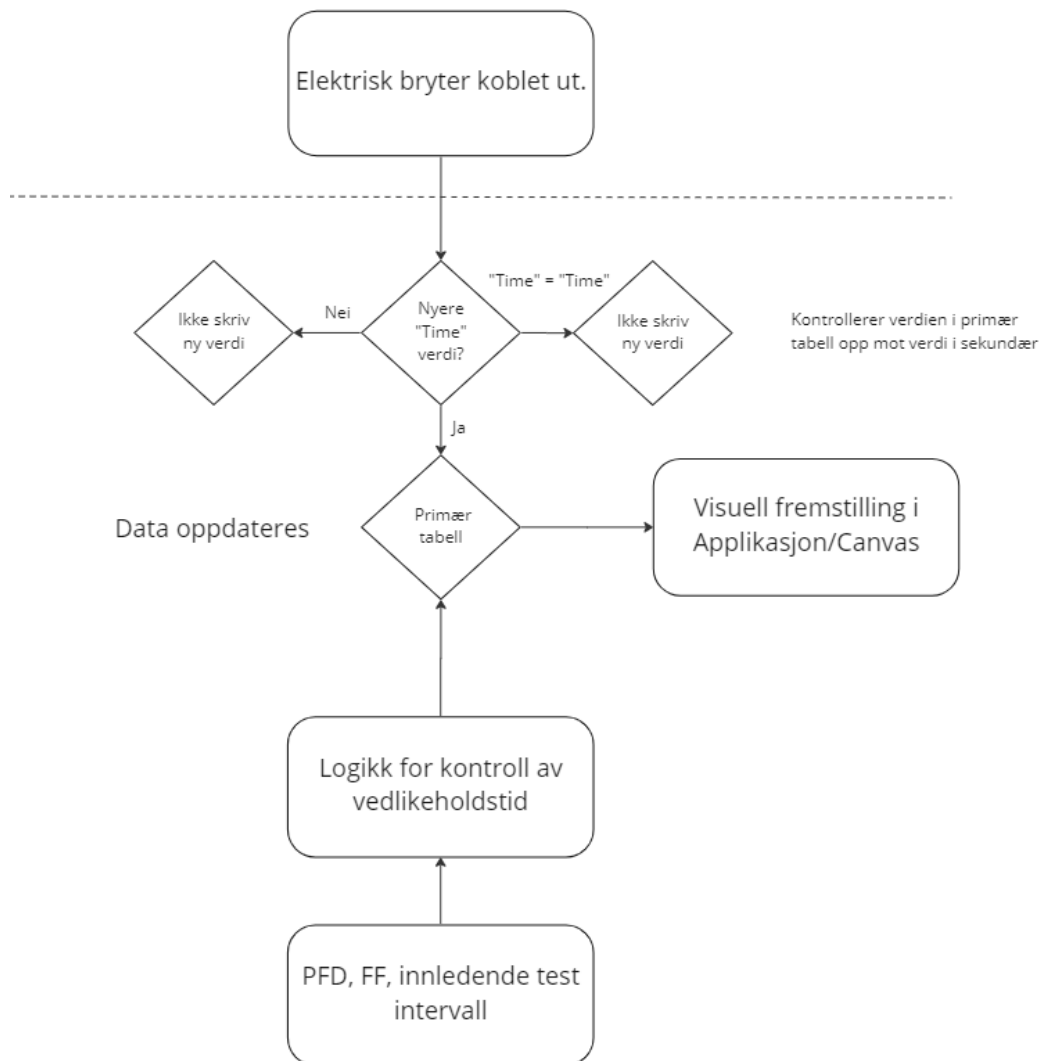 Elektrisk bryter koblet ut.
"Time" = "Time"
Nei
Ikke skriv
ny verdi
Nyere
"Time"
verdi?
Ikke skriv
ny verdi
Kontrollerer verdien i primær
tabell opp mot verdi i sekundær
Ja
Data oppdateres
Primær
tabell
Visuell fremstilling i
Applikasjon/Canvas
Logikk for kontroll av
vedlikeholdstid
PFD, FF, innledende test
intervall